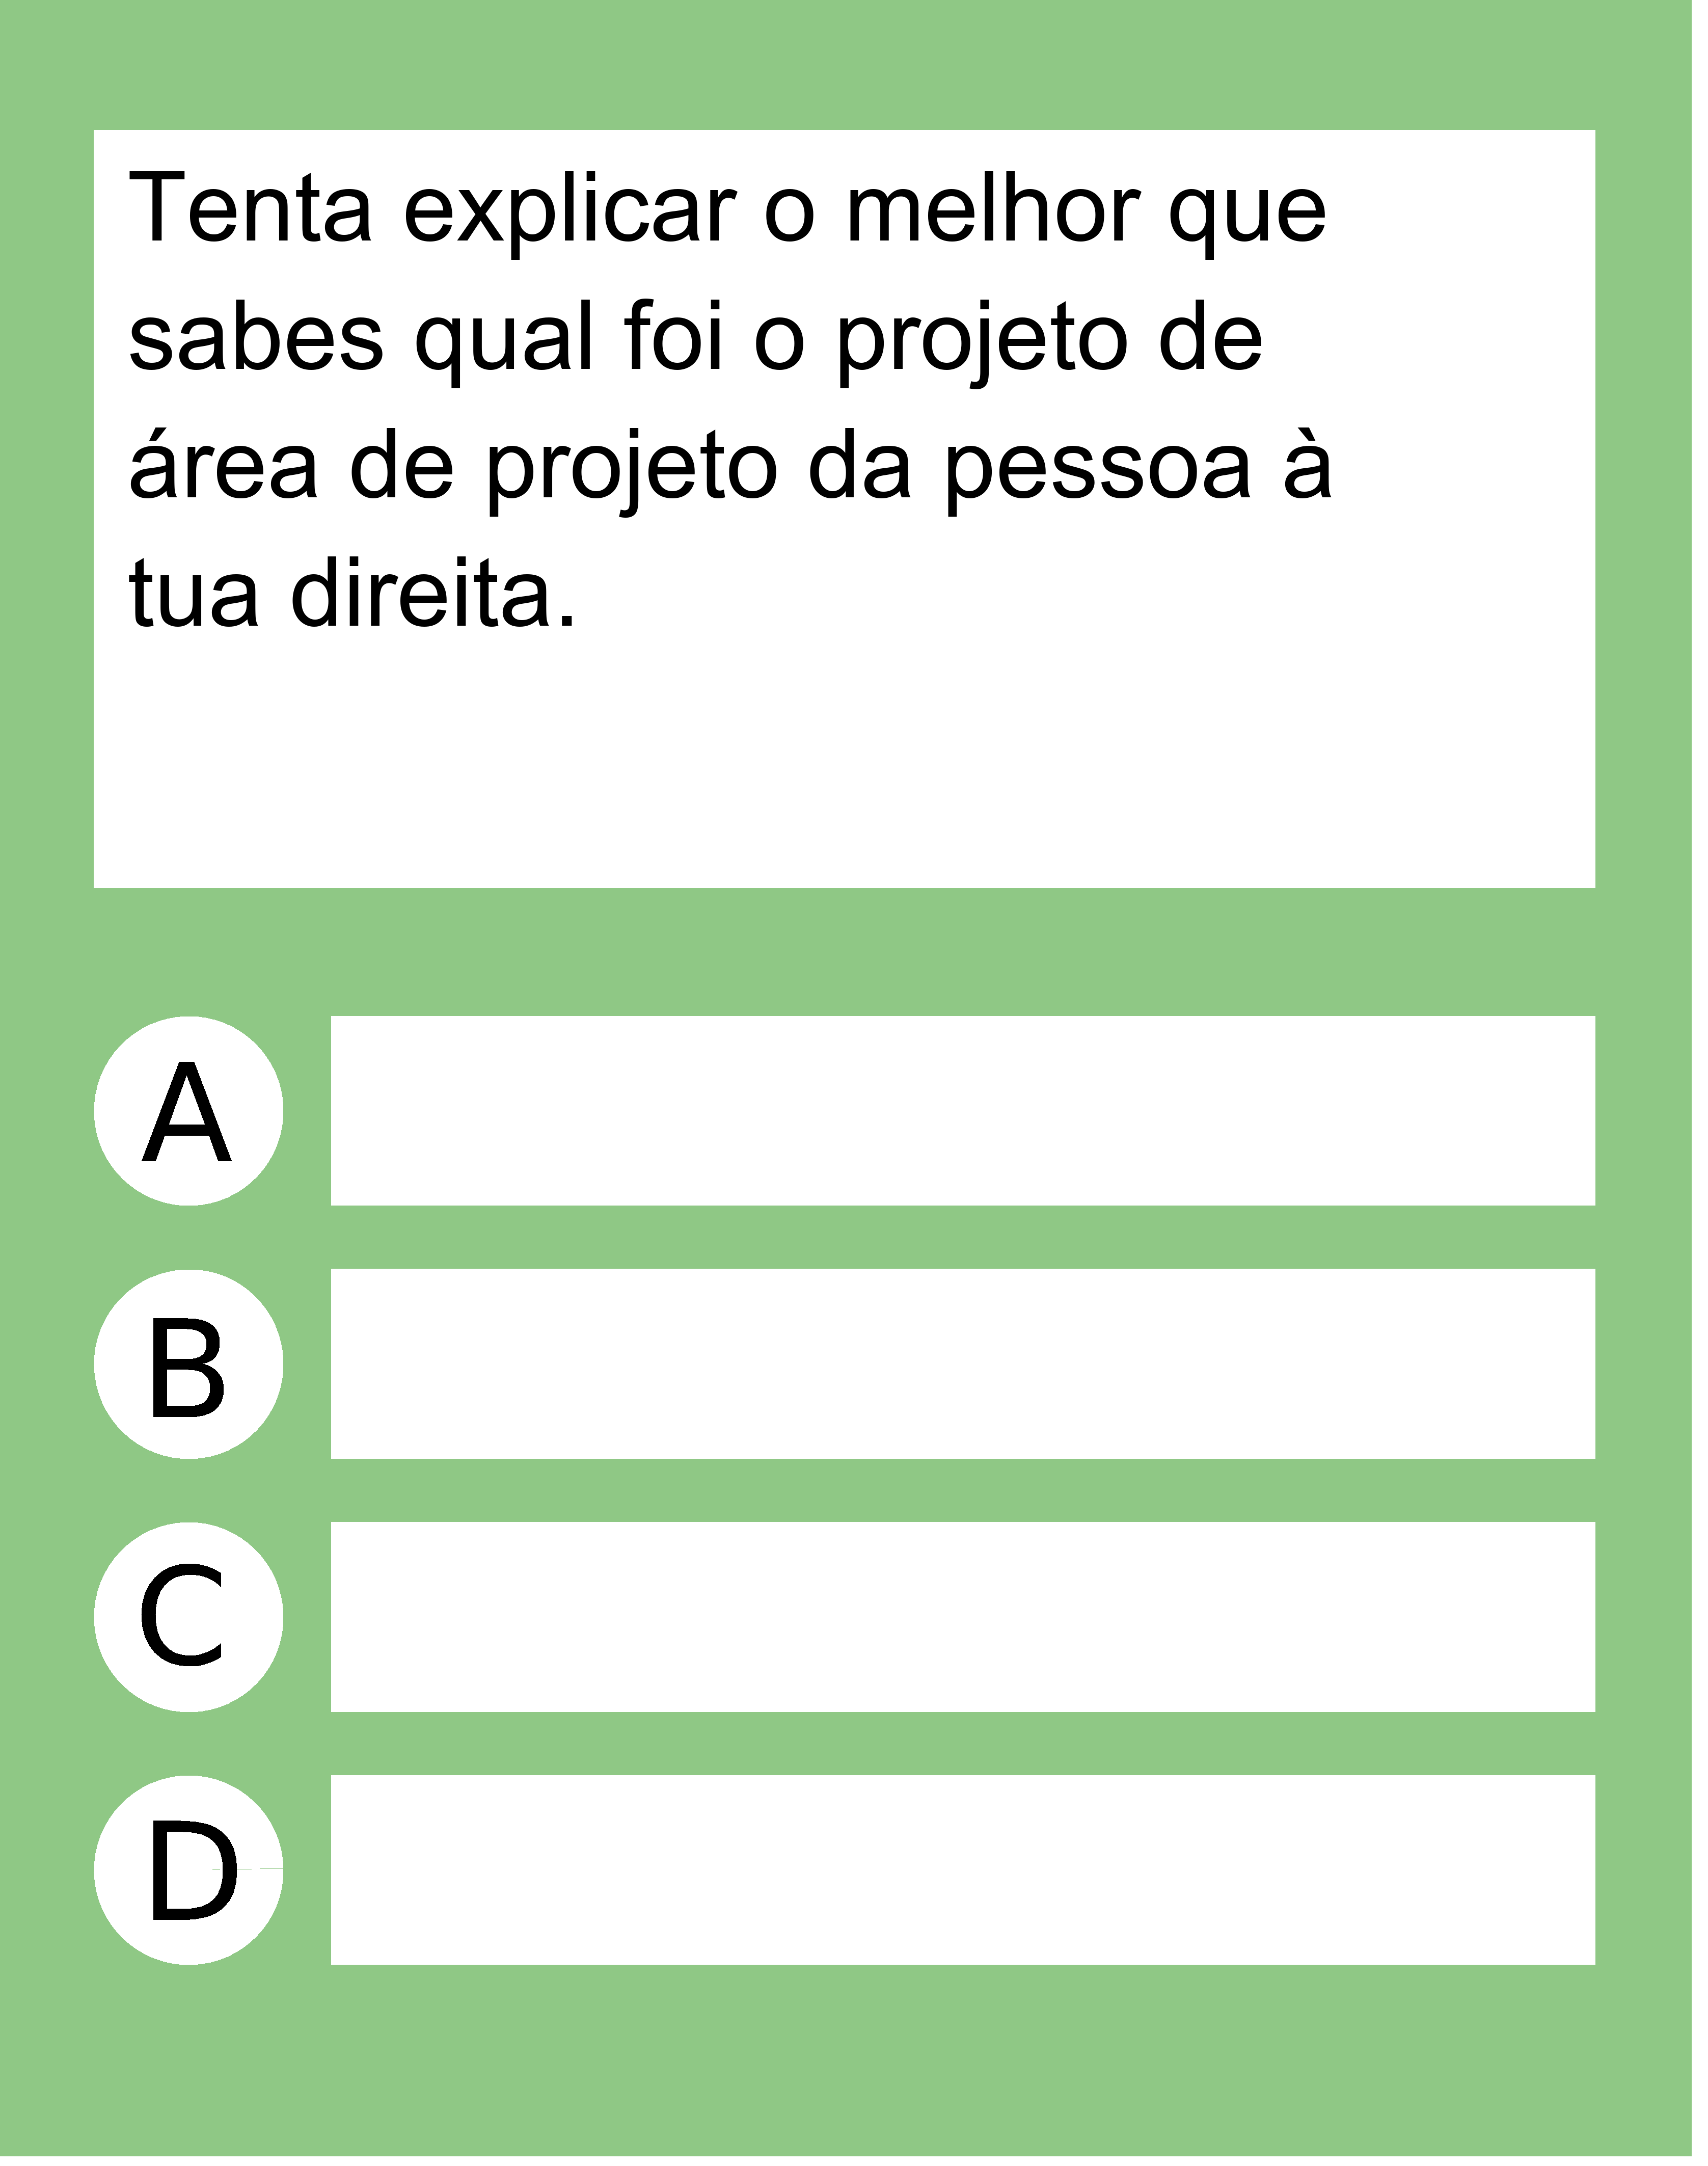 Tenta explicar o melhor que
sabes qual foi o projeto de
área de projeto da pessoa à
tua direita.
A
B
C
D